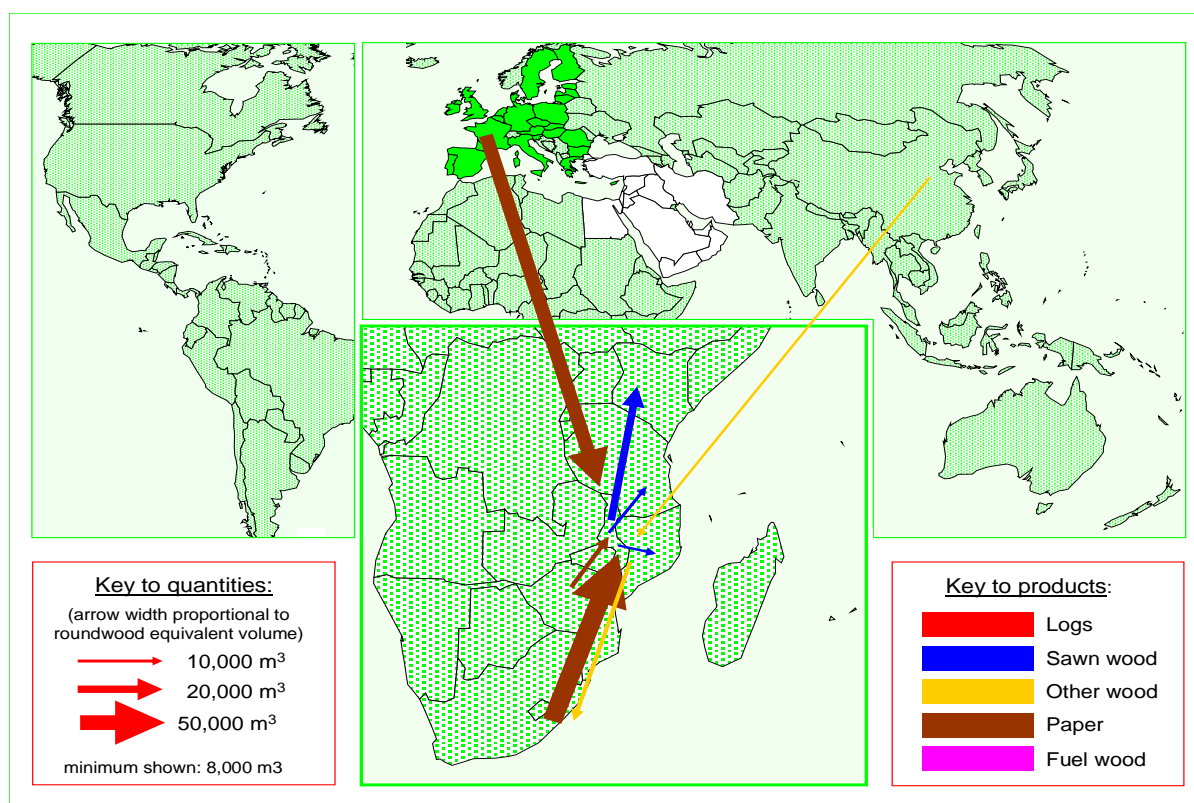 Key to quantities:
(arrow width proportional to
roundwood equivalent volume)
10,000 m³
20,000 m³
50,000 m³
minimum shown: 8,000 m3
Key to products:
Logs
Sawn wood
Other wood
Paper
Fuel wood